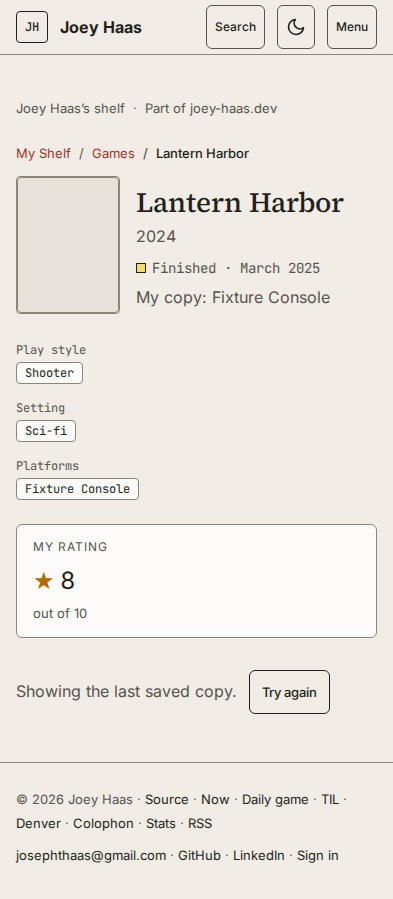 JH Joey Haas Search Menu
Joey Haas's shelf · Part of joey-haas.dev
My Shelf / Games / Lantern Harbor
Lantern Harbor
2024
Finished · March 2025
My copy: Fixture Console
Play style
Shooter
Setting
Sci-fi
Platforms
Fixture Console
MY RATING
★ 8
out of 10
Showing the last saved copy. Try again
© 2026 Joey Haas · Source · Now · Daily game · TIL ·
Denver · Colophon · Stats · RSS
josephthaas@gmail.com · GitHub · LinkedIn · Sign in